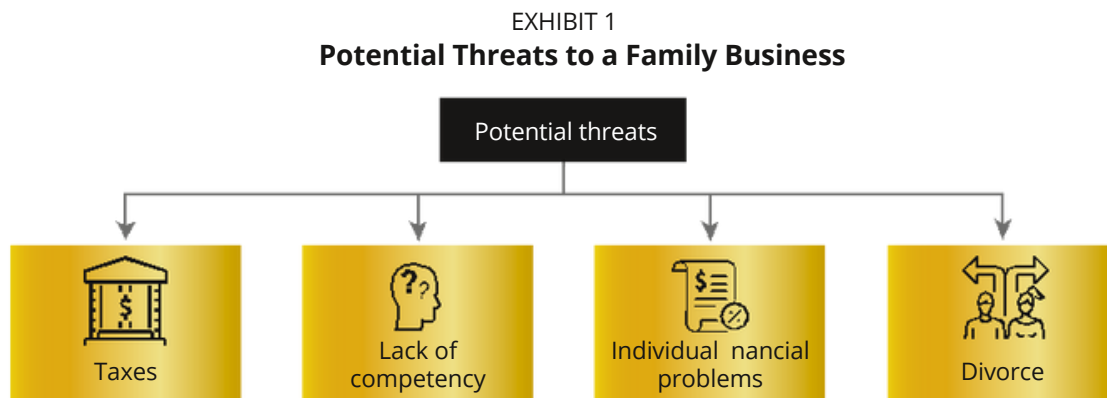 EXHIBIT 1
Potential Threats to a Family Business
Potential threats
$
Taxes
??
Lack of
competency
$
%
Individual nancial
problems
Divorce